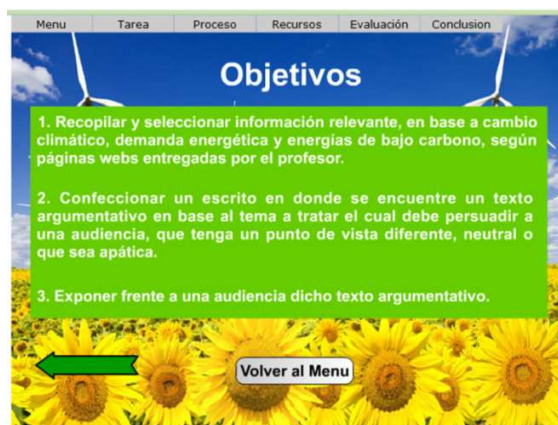 Menu Tarea Proceso Recursos Evaluación Conclusion
Objetivos
1. Recopilar y seleccionar información relevante, en base a cambio
climático, demanda energética y energías de bajo carbono, según
páginas webs entregadas por el profesor.
2. Confeccionar un escrito en donde se encuentre un texto
argumentativo en base al tema a tratar el cual debe persuadir a
una audiencia, que tenga un punto de vista diferente, neutral o
que sea apática.
3. Exponer frente a una audiencia dicho texto argumentativo.
Volver al Menu